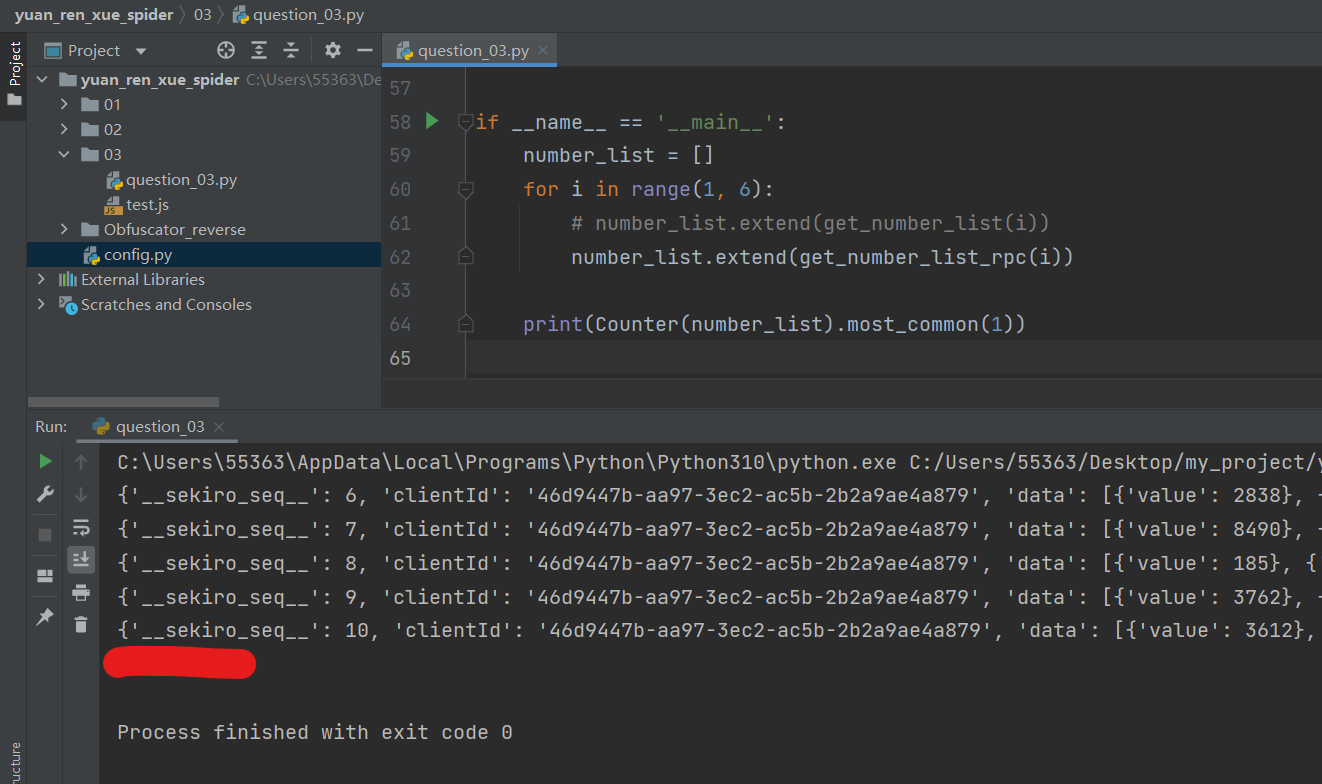 yuan_ren_xue_spider 03 question_03.py
Project
Project
question_03.py
yuan_ren_xue_spider C:\Users\55363\De
01
02
03
question_03.py
test.js
Obfuscator_reverse
config.py
External Libraries
Scratches and Consoles
57
58 if __name__ == '__main__':
59 number_list = []
60 for i in range(1, 6):
61 # number_list.extend(get_number_list(i))
62 number_list.extend(get_number_list_rpc(i))
63
64 print(Counter(number_list).most_common(1))
65
Run: question_03
C:\Users\55363\AppData\Local\Programs\Python\Python310\python.exe C:/Users/55363/Desktop/my_project/y
{'__sekiro_seq__': 6, 'clientId': '46d9447b-aa97-3ec2-ac5b-2b2a9ae4a879', 'data': [{'value': 2838}, {
{'__sekiro_seq__': 7, 'clientId': '46d9447b-aa97-3ec2-ac5b-2b2a9ae4a879', 'data': [{'value': 8490}, {
{'__sekiro_seq__': 8, 'clientId': '46d9447b-aa97-3ec2-ac5b-2b2a9ae4a879', 'data': [{'value': 185}, {
{'__sekiro_seq__': 9, 'clientId': '46d9447b-aa97-3ec2-ac5b-2b2a9ae4a879', 'data': [{'value': 3762}, {
{'__sekiro_seq__': 10, 'clientId': '46d9447b-aa97-3ec2-ac5b-2b2a9ae4a879', 'data': [{'value': 3612},
Process finished with exit code 0
ructure